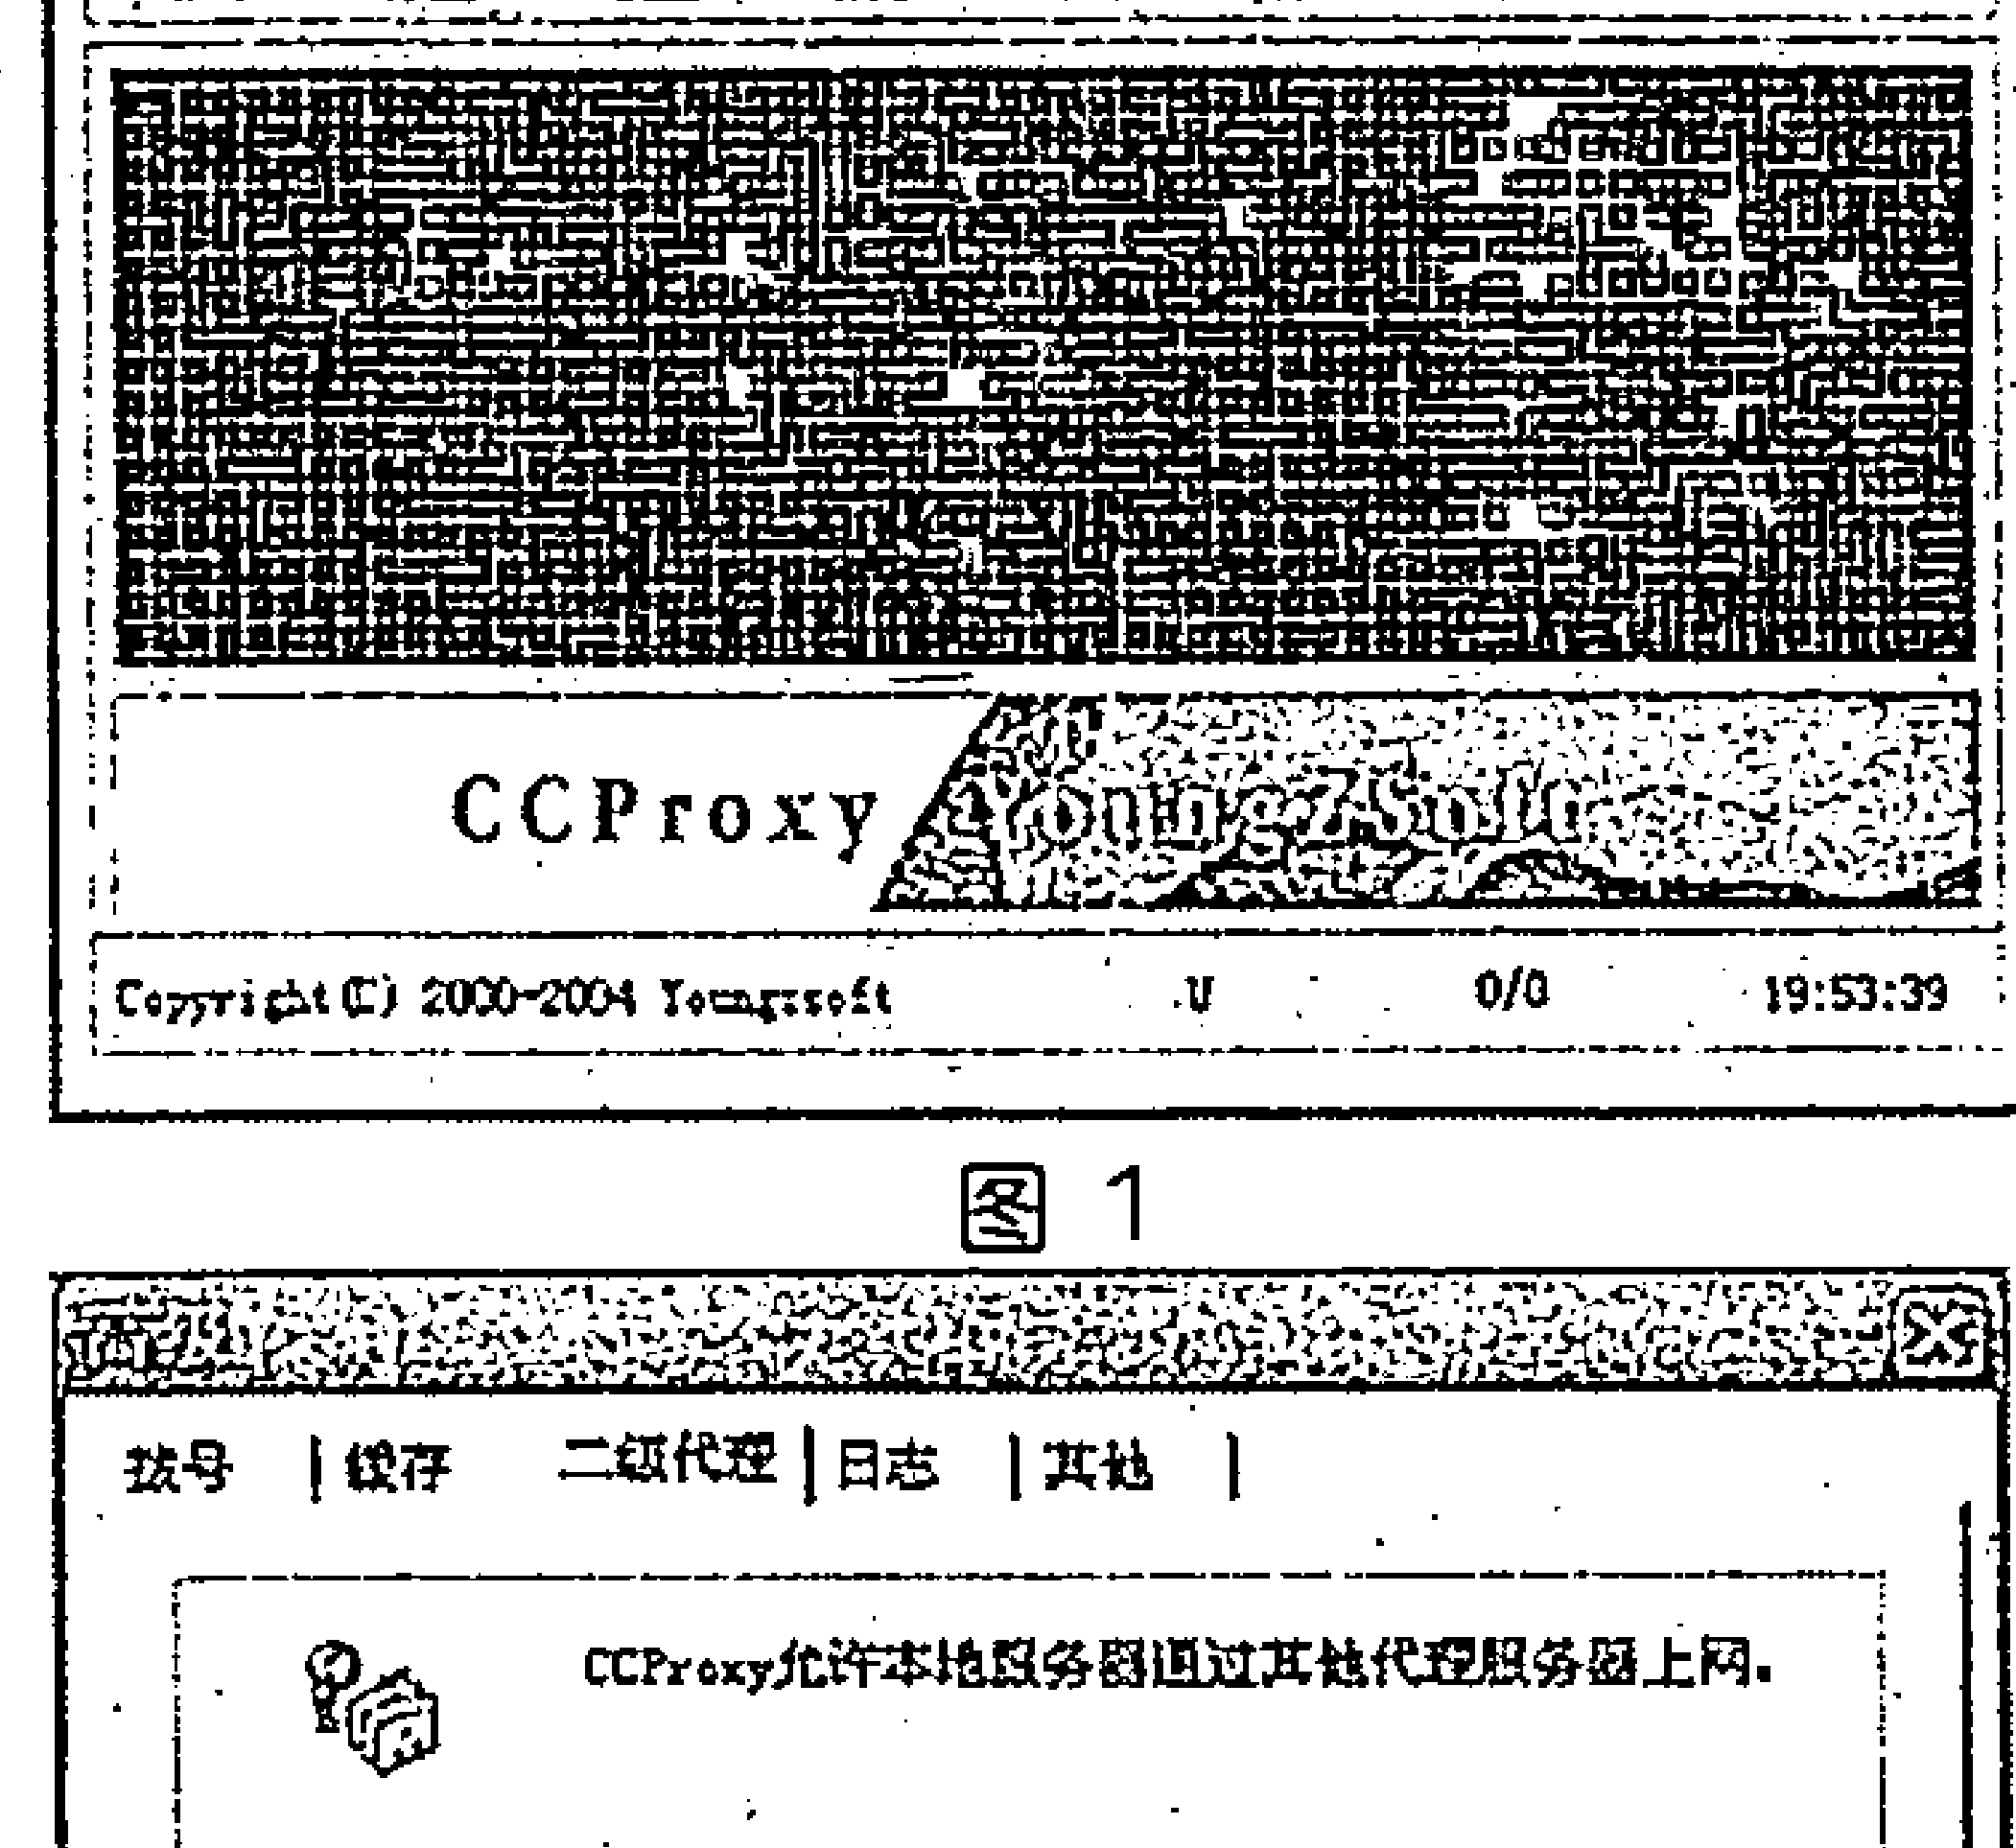 CCProxy YoungZSoft
Copyright(C) 2000-2004 Youngzsoft 0/0 19:53:39
图 1
拨号 缓存 二级代理 日志 其他
CCProxy允许本地服务器通过其他代理服务器上网.